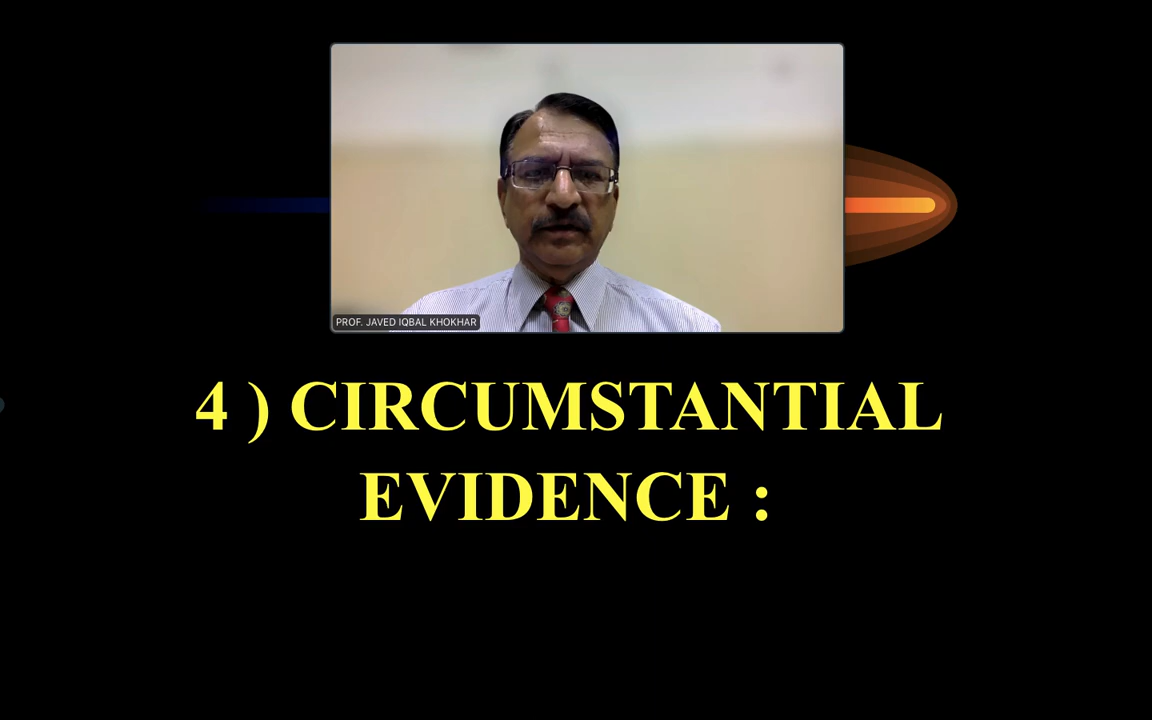 PROF. JAVED IQBAL KHOKHAR
4 ) CIRCUMSTANTIAL
EVIDENCE :